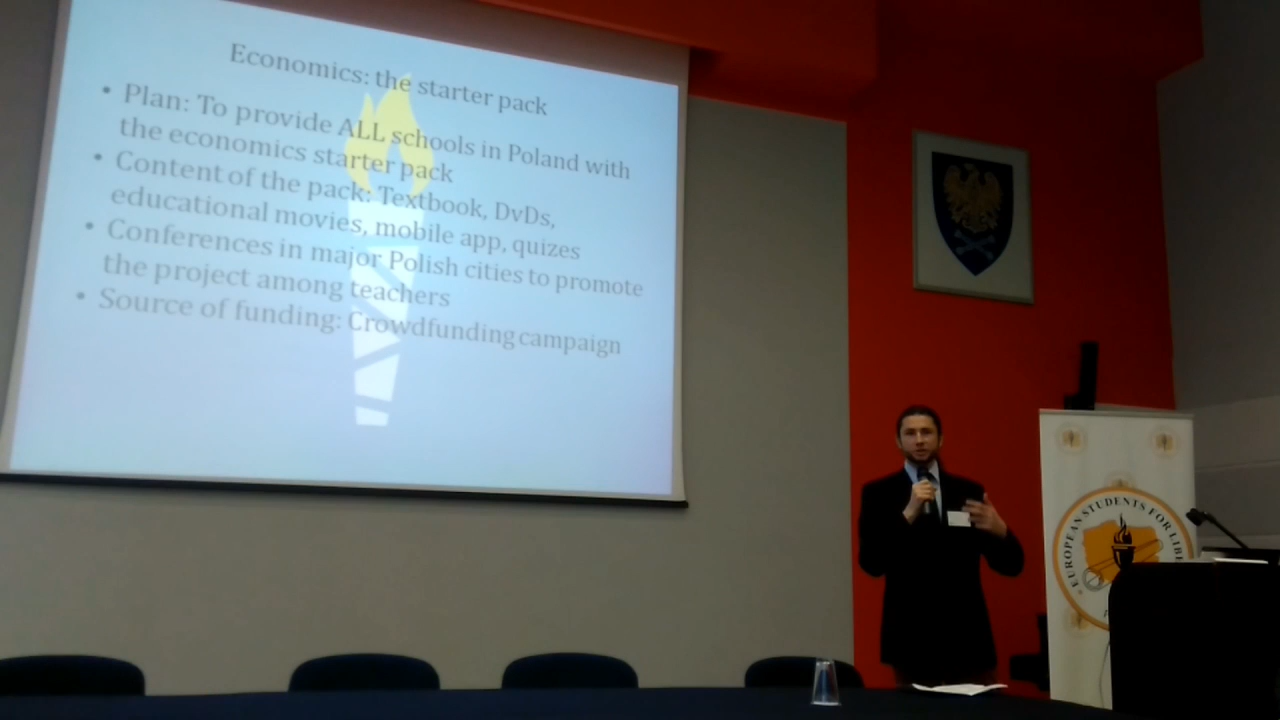 Economics: the starter pack
• Plan: To provide ALL schools in Poland with
the economics starter pack
• Content of the pack: Textbook, DvDs,
educational movies, mobile app, quizes
• Conferences in major Polish cities to promote
the project among teachers
• Source of funding: Crowdfunding campaign
EUROPEAN STUDENTS FOR LIBE